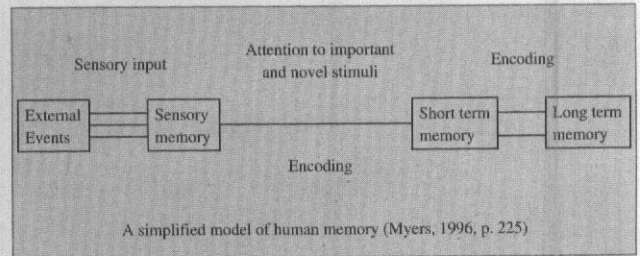 Sensory input
Attention to important
and novel stimuli
Encoding
External
Events
Sensory
memory
Short term
memory
Long term
memory
Encoding
A simplified model of human memory (Myers, 1996, p. 225)